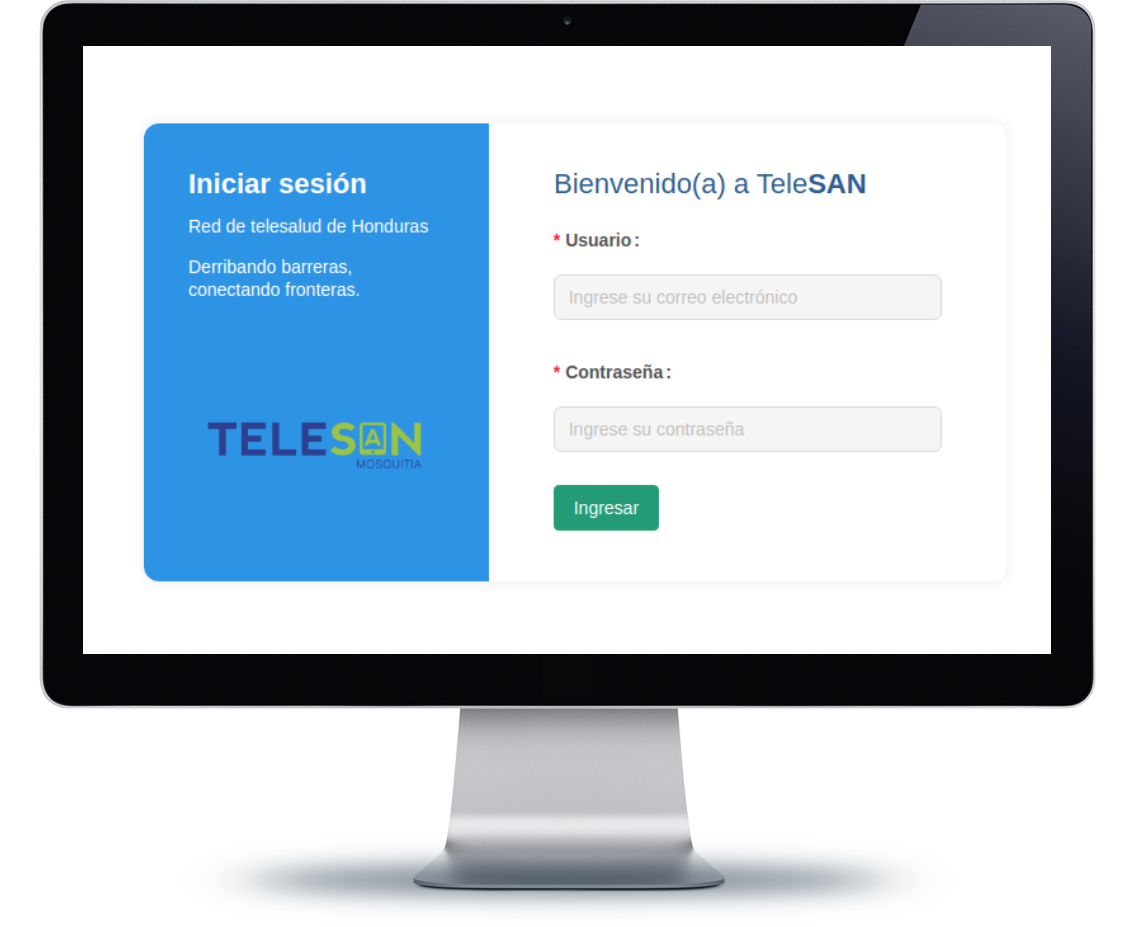 Iniciar sesión
Red de telesalud de Honduras
Derribando barreras,
conectando fronteras.
TELESAN
MOSQUITIA
Bienvenido(a) a TeleSAN
* Usuario:
Ingrese su correo electrónico
* Contraseña:
Ingrese su contraseña
Ingresar